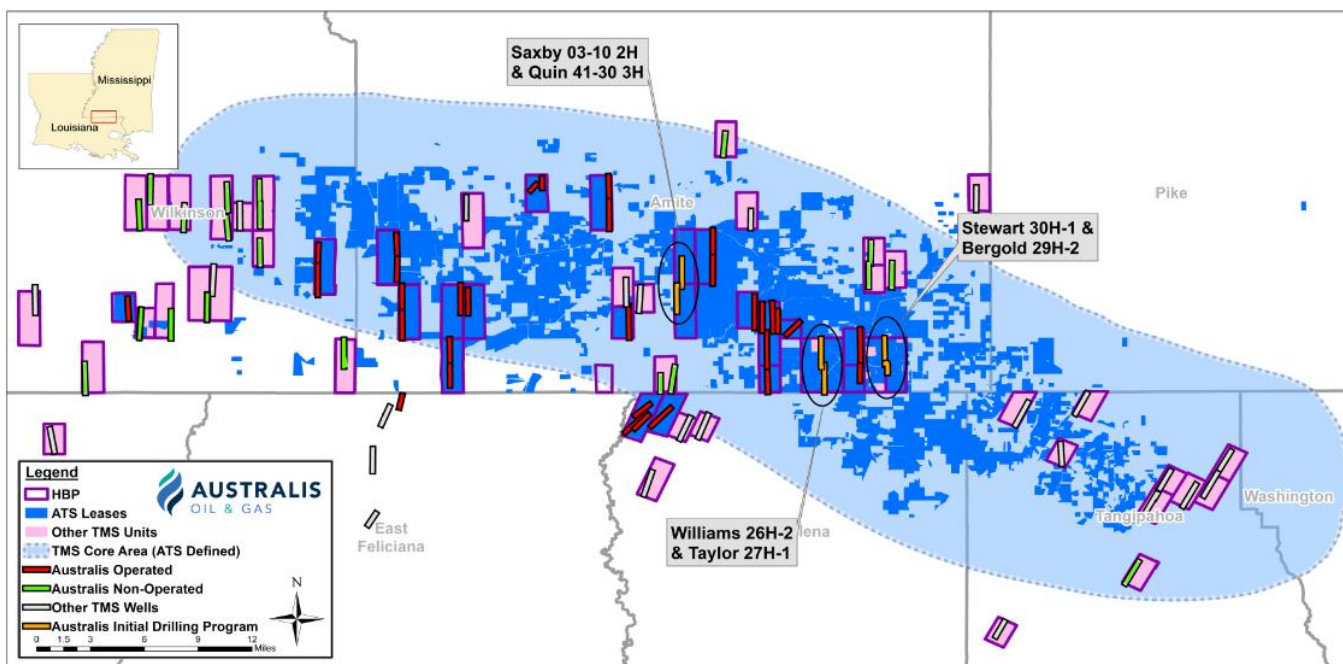 Mississippi
Louisiana
Saxby 03-10 2H
& Quin 41-30 3H
Wilkinson
Amite
Pike
Stewart 30H-1 &
Bergold 29H-2
Williams 26H-2
& Taylor 27H-1
lena
East
Feliciana
Tangipahoa
Washington
Legend
HBP
ATS Leases
Other TMS Units
TMS Core Area (ATS Defined)
Australis Operated
Australis Non-Operated
Other TMS Wells
Australis Initial Drilling Program
AUSTRALIS
OIL & GAS
N
0 1.5 3 6 9 12
Miles